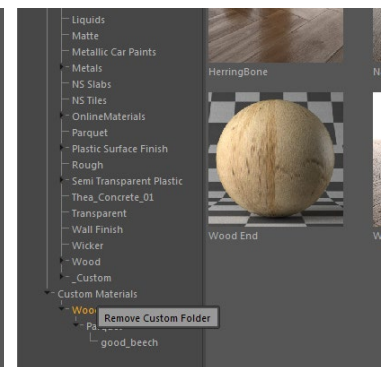 Liquids
Matte
Metallic Car Paints
Metals
NS Slabs
NS Tiles
OnlineMaterials
Parquet
Plastic Surface Finish
Rough
Semi Transparent Plastic
Thea_Concrete_01
Transparent
Wall Finish
Wicker
Wood
_Custom
Custom Materials
Remove Custom Folder
good_beech
HerringBone
Wood End